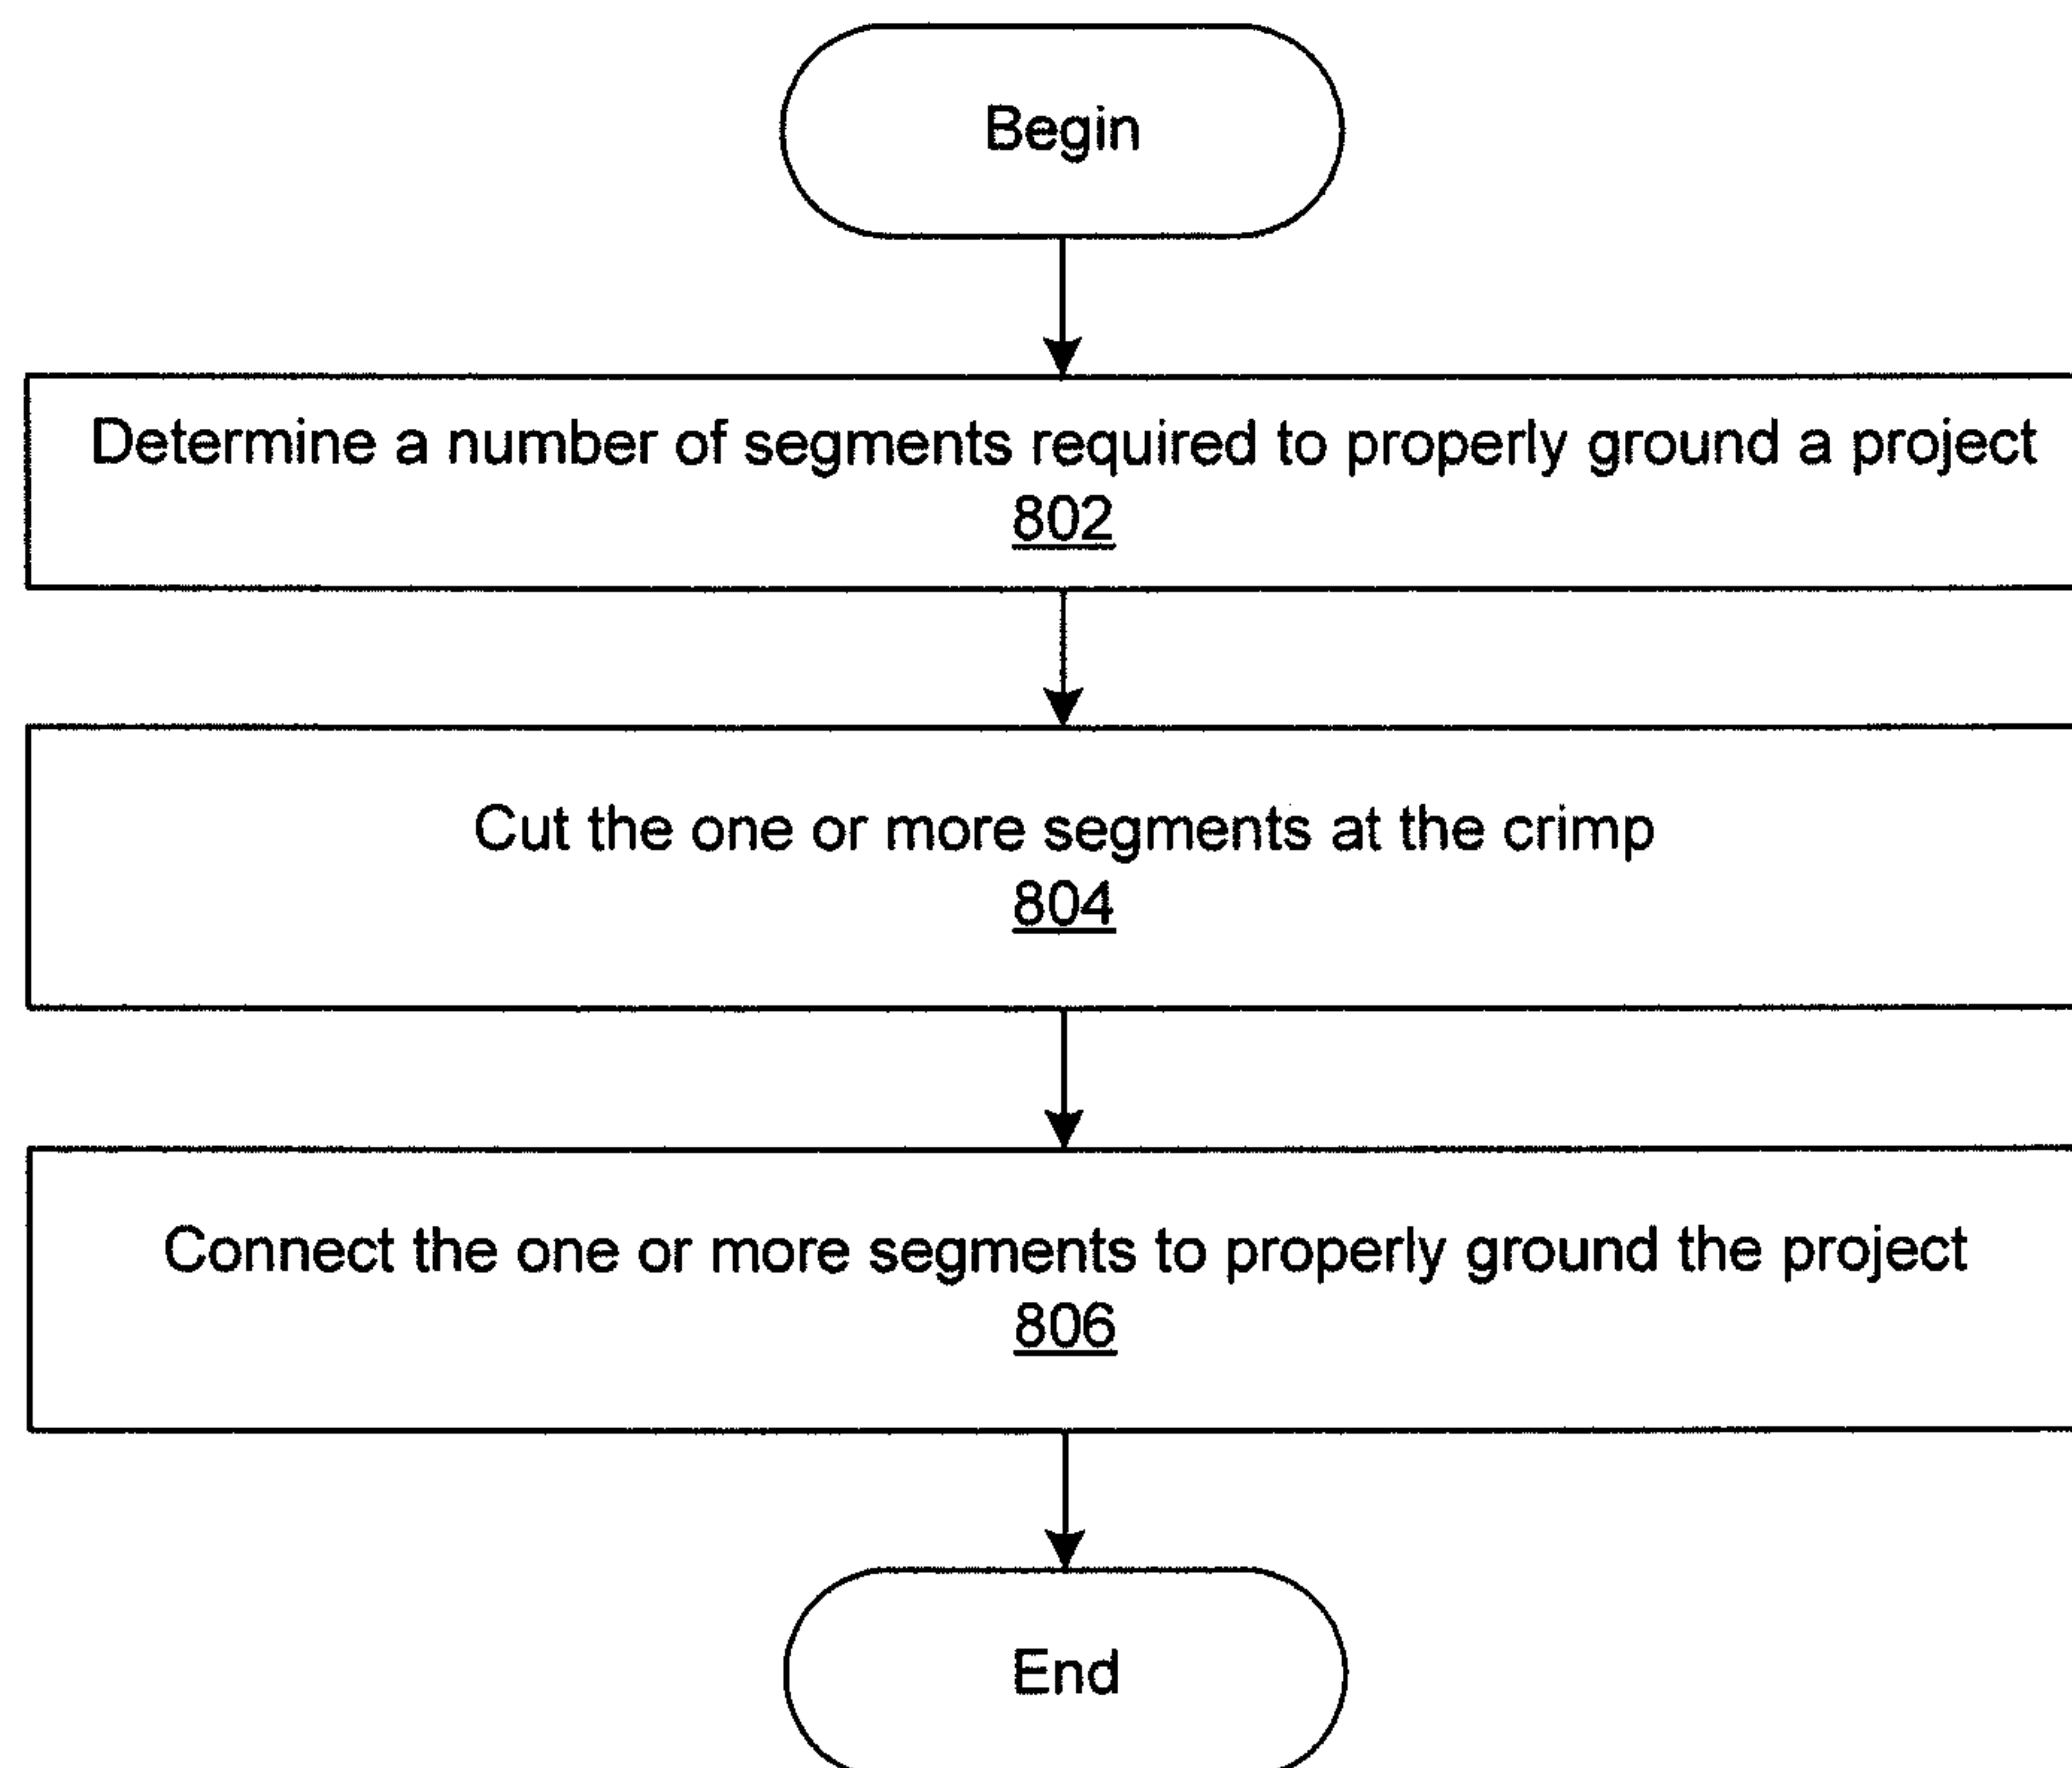 Begin
Determine a number of segments required to properly ground a project
802
Cut the one or more segments at the crimp
804
Connect the one or more segments to properly ground the project
806
End